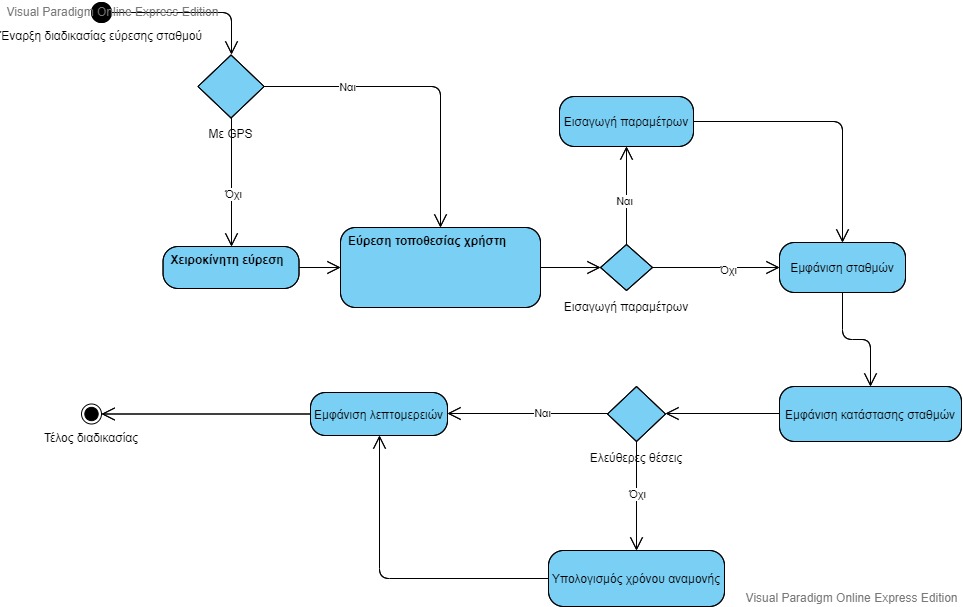 Visual Paradigm Online Express Edition
Έναρξη διαδικασίας εύρεσης σταθμού
Ναι
Με GPS
Όχι
Χειροκίνητη εύρεση
Εύρεση τοποθεσίας χρήστη
Εισαγωγή παραμέτρων
Ναι
Εισαγωγή παραμέτρων
Όχι
Εμφάνιση σταθμών
Εμφάνιση κατάστασης σταθμών
Ελεύθερες θέσεις
Ναι
Όχι
Εμφάνιση λεπτομερειών
Τέλος διαδικασίας
Υπολογισμός χρόνου αναμονής
Visual Paradigm Online Express Edition